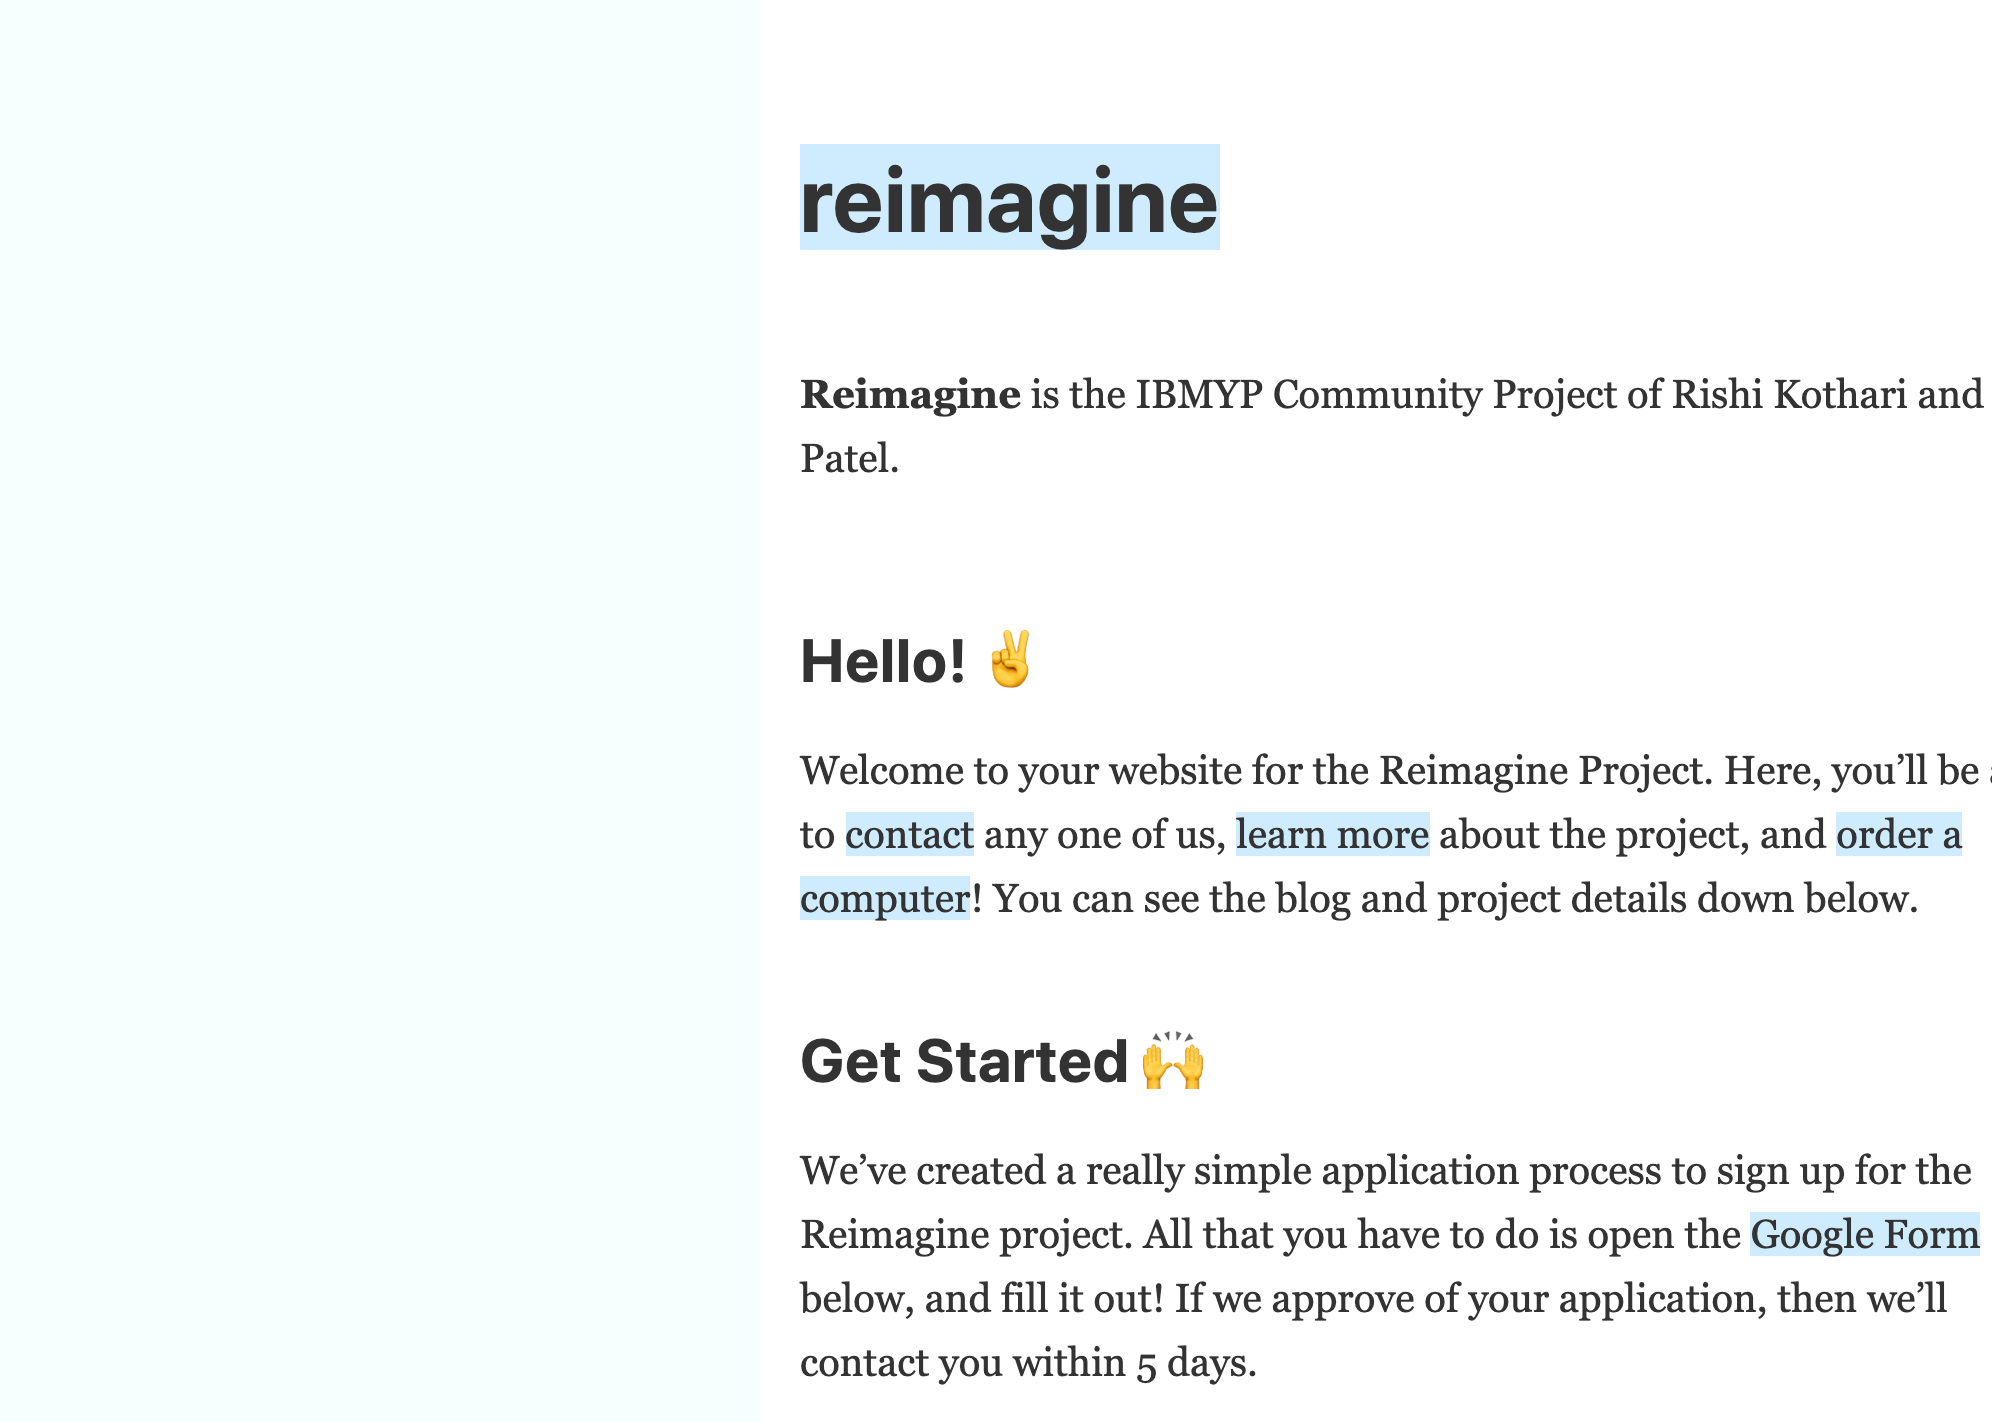 reimagine
Reimagine is the IBMYP Community Project of Rishi Kothari and
Patel.
Hello! ✌️
Welcome to your website for the Reimagine Project. Here, you’ll be
to contact any one of us, learn more about the project, and order a
computer! You can see the blog and project details down below.
Get Started 🙌
We’ve created a really simple application process to sign up for the
Reimagine project. All that you have to do is open the Google Form
below, and fill it out! If we approve of your application, then we’ll
contact you within 5 days.